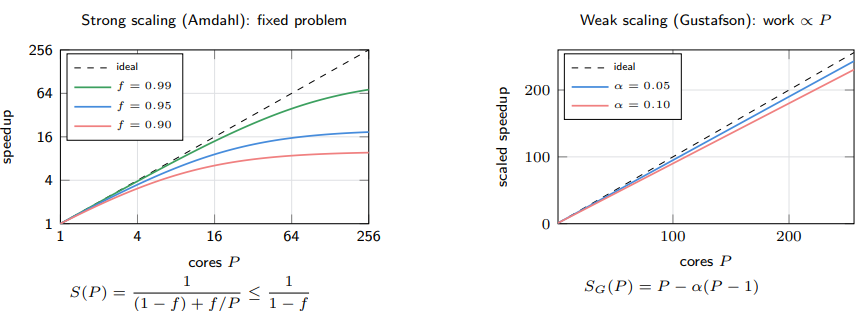 Strong scaling (Amdahl): fixed problem
256
64
16
4
1
speedup
ideal
f = 0.99
f = 0.95
f = 0.90
1 4 16 64 256
cores P
S(P) = 1 / ((1 − f) + f/P) ≤ 1 / (1 − f)
Weak scaling (Gustafson): work ∝ P
200
100
0
scaled speedup
ideal
α = 0.05
α = 0.10
100 200
cores P
S_G(P) = P − α(P − 1)